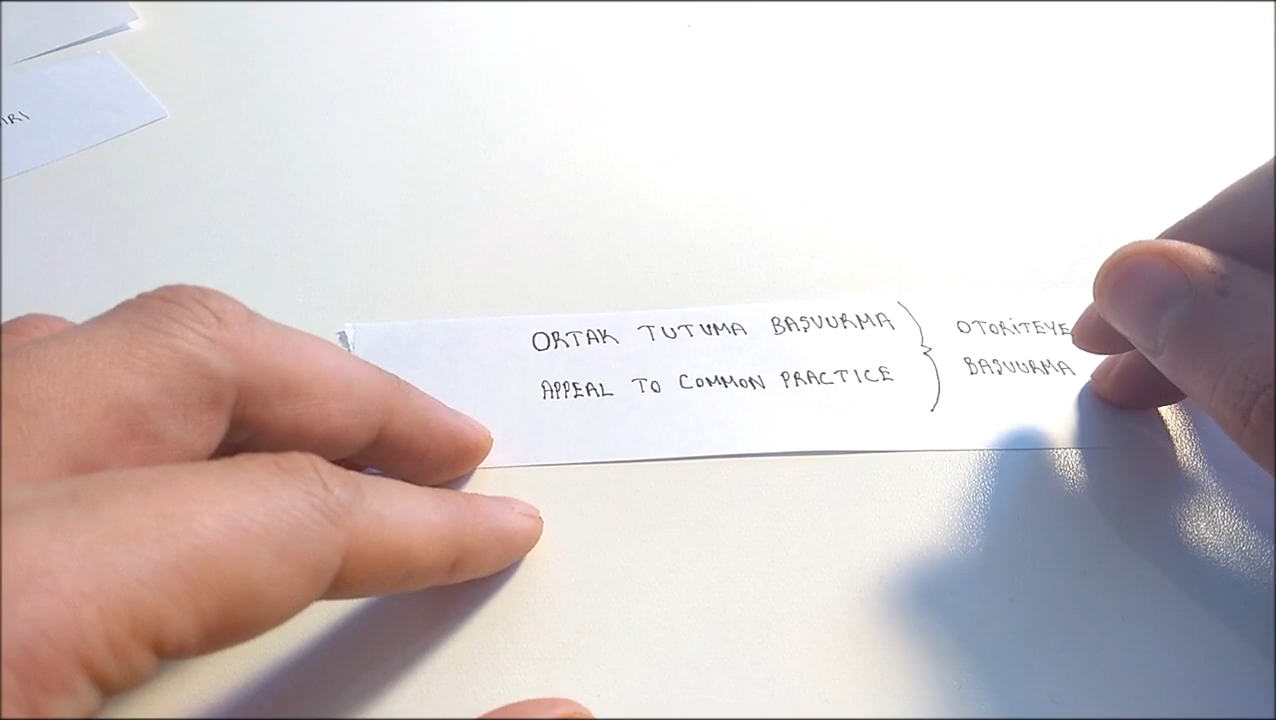 ORTAK TUTUMA BAŞVURMA
APPEAL TO COMMON PRACTICE
OTORİTEYE
BAŞVURMA